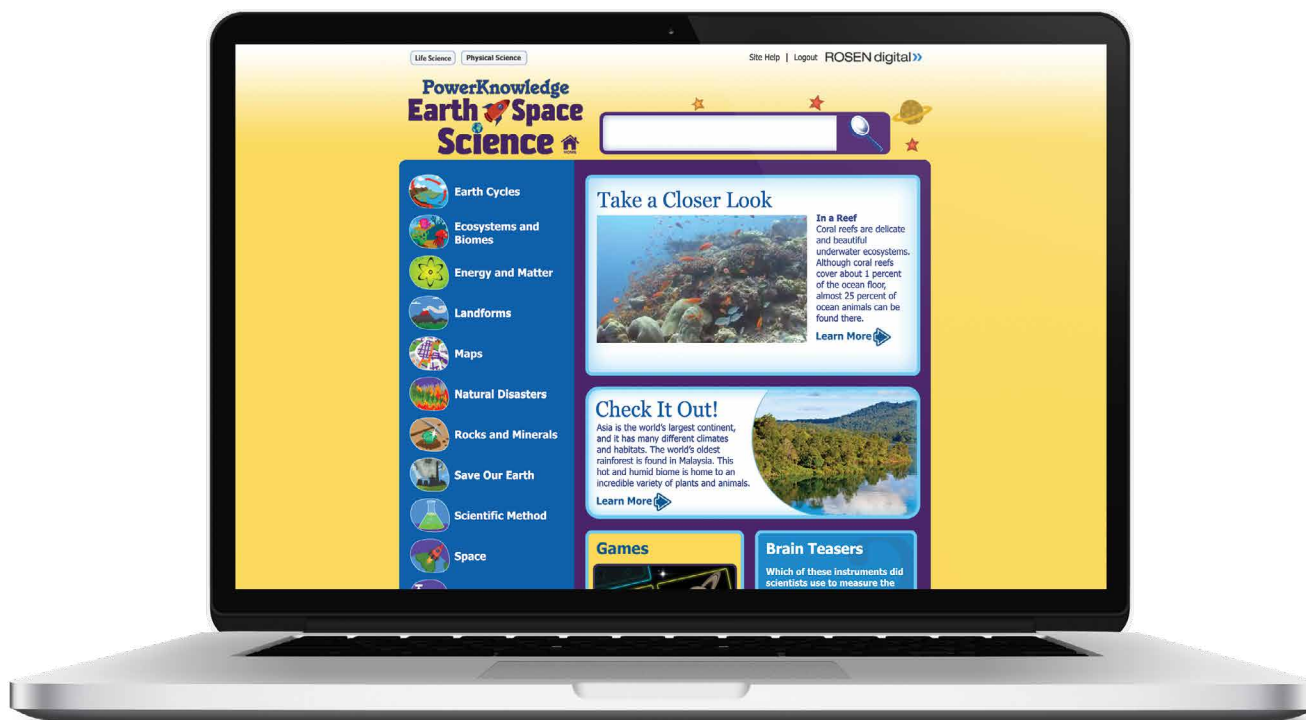 Life Science
Physical Science
Site Help | Logout ROSEN digital»
PowerKnowledge
Earth Space
Science
HOME
Earth Cycles
Ecosystems and
Biomes
Energy and Matter
Landforms
Maps
Natural Disasters
Rocks and Minerals
Save Our Earth
Scientific Method
Space
Take a Closer Look
In a Reef
Coral reefs are delicate
and beautiful
underwater ecosystems.
Although coral reefs
cover about 1 percent
of the ocean floor,
almost 25 percent of
ocean animals can be
found there.
Learn More
Check It Out!
Asia is the world's largest continent,
and it has many different climates
and habitats. The world's oldest
rainforest is found in Malaysia. This
hot and humid biome is home to an
incredible variety of plants and animals.
Learn More
Games
Brain Teasers
Which of these instruments did
scientists use to measure the